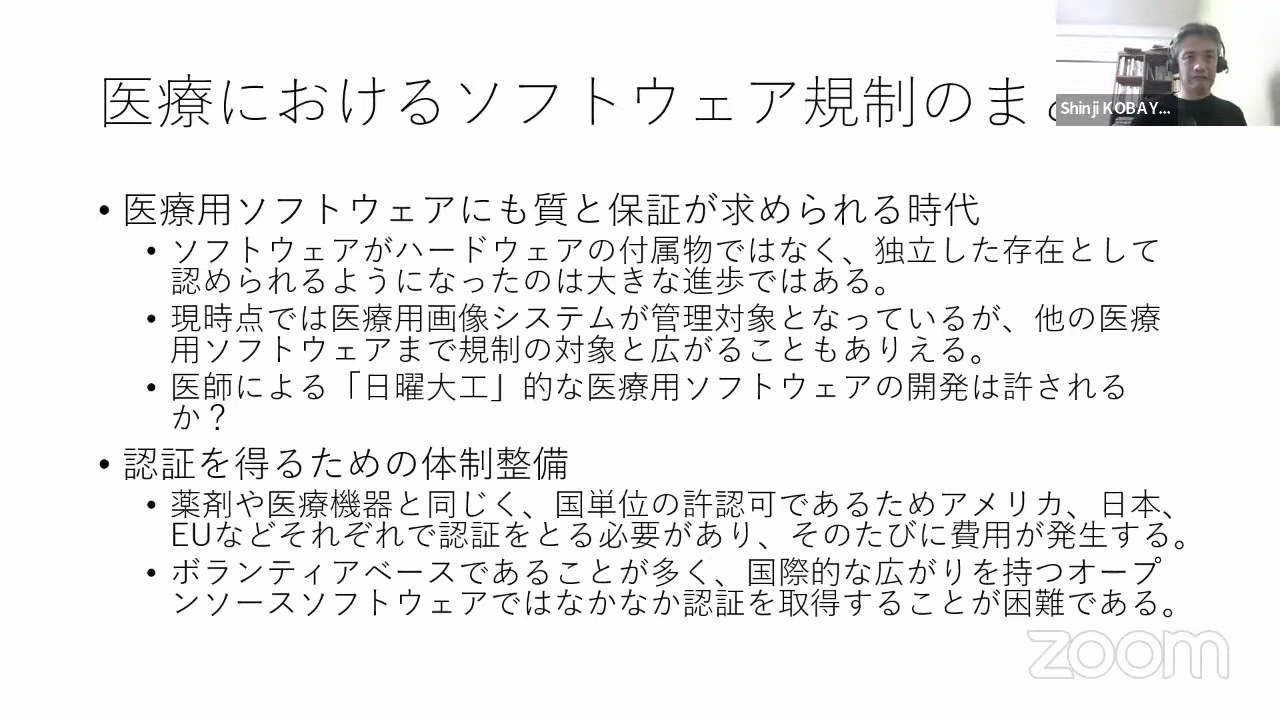 医療におけるソフトウェア規制のま
Shinji KOBAY...
• 医療用ソフトウェアにも質と保証が求められる時代
• ソフトウェアがハードウェアの付属物ではなく、独立した存在として
認められるようになったのは大きな進歩ではある。
• 現時点では医療用画像システムが管理対象となっているが、他の医療
用ソフトウェアまで規制の対象と広がることもありえる。
• 医師による「日曜大工」的な医療用ソフトウェアの開発は許される
か？
• 認証を得るための体制整備
• 薬剤や医療機器と同じく、国単位の許認可であるためアメリカ、日本、
EUなどそれぞれで認証をとる必要があり、そのたびに費用が発生する。
• ボランティアベースであることが多く、国際的な広がりを持つオープ
ンソースソフトウェアではなかなか認証を取得することが困難である。
zoom